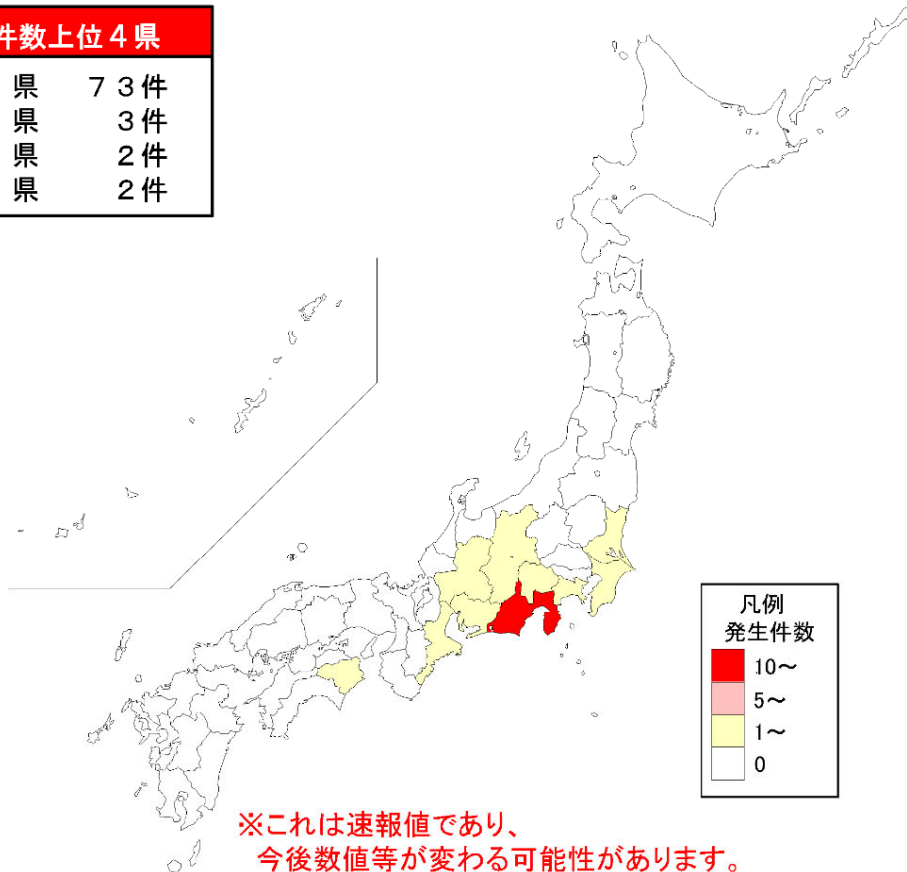 件数上位４県
県 ７３件
県 ３件
県 ２件
県 ２件
凡例
発生件数
10～
5～
1～
0
※これは速報値であり、
今後数値等が変わる可能性があります。